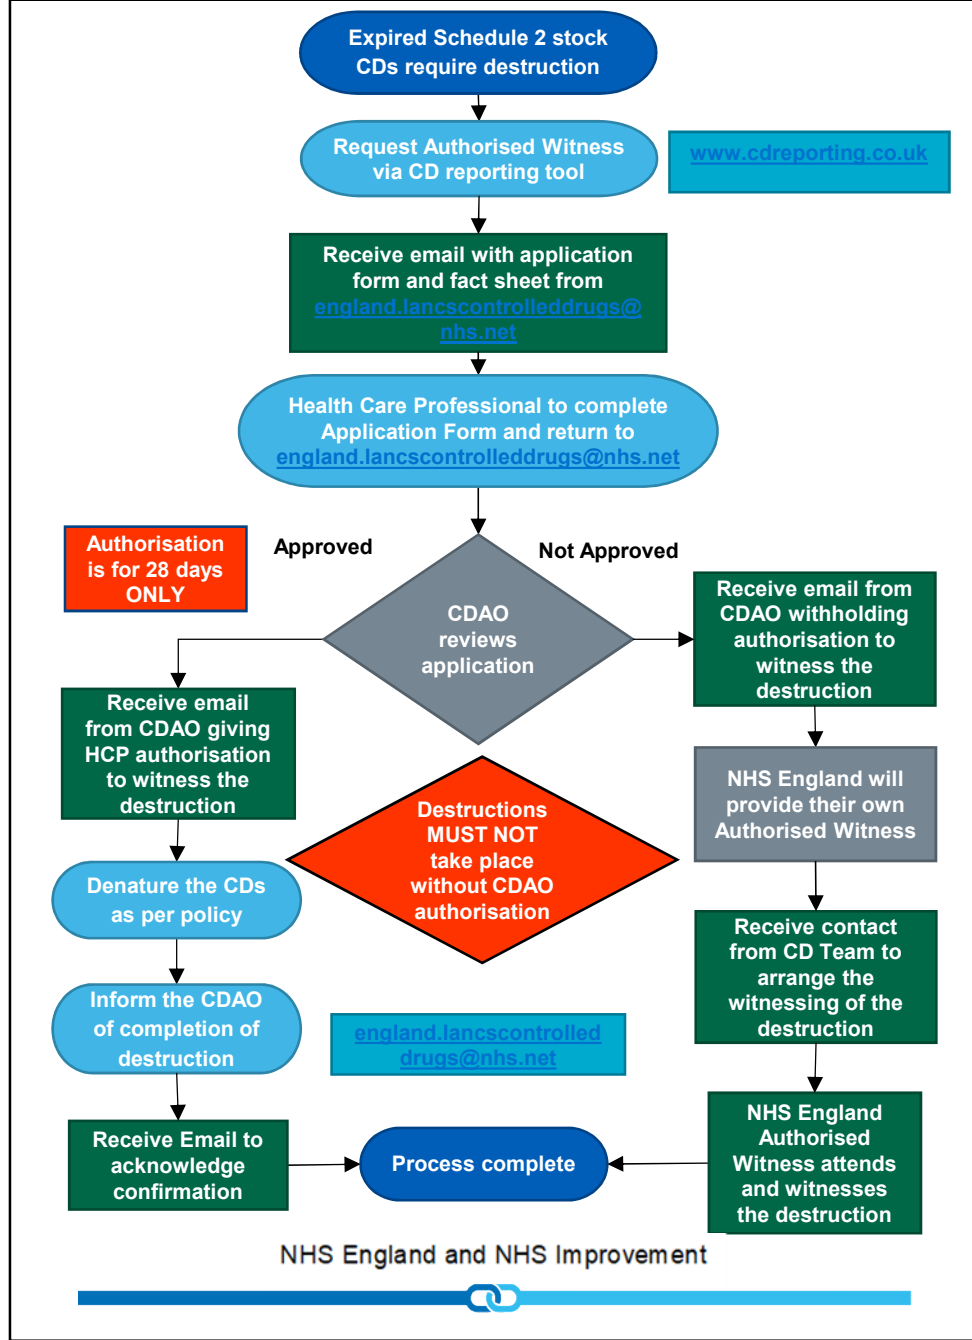 Expired Schedule 2 stock
CDs require destruction
Request Authorised Witness
via CD reporting tool
www.cdreporting.co.uk
Receive email with application
form and fact sheet from
england.lancscontrolleddrugs@
nhs.net
Health Care Professional to complete
Application Form and return to
england.lancscontrolleddrugs@nhs.net
Authorisation
is for 28 days
ONLY
Approved
Not Approved
CDAO
reviews
application
Receive email from
CDAO withholding
authorisation to
witness the
destruction
Receive email
from CDAO giving
HCP authorisation
to witness the
destruction
NHS England will
provide their own
Authorised Witness
Destructions
MUST NOT
take place
without CDAO
authorisation
Denature the CDs
as per policy
Receive contact
from CD Team to
arrange the
witnessing of the
destruction
Inform the CDAO
of completion of
destruction
england.lancscontrolled
drugs@nhs.net
Receive Email to
acknowledge
confirmation
Process complete
NHS England
Authorised
Witness attends
and witnesses
the destruction
NHS England and NHS Improvement